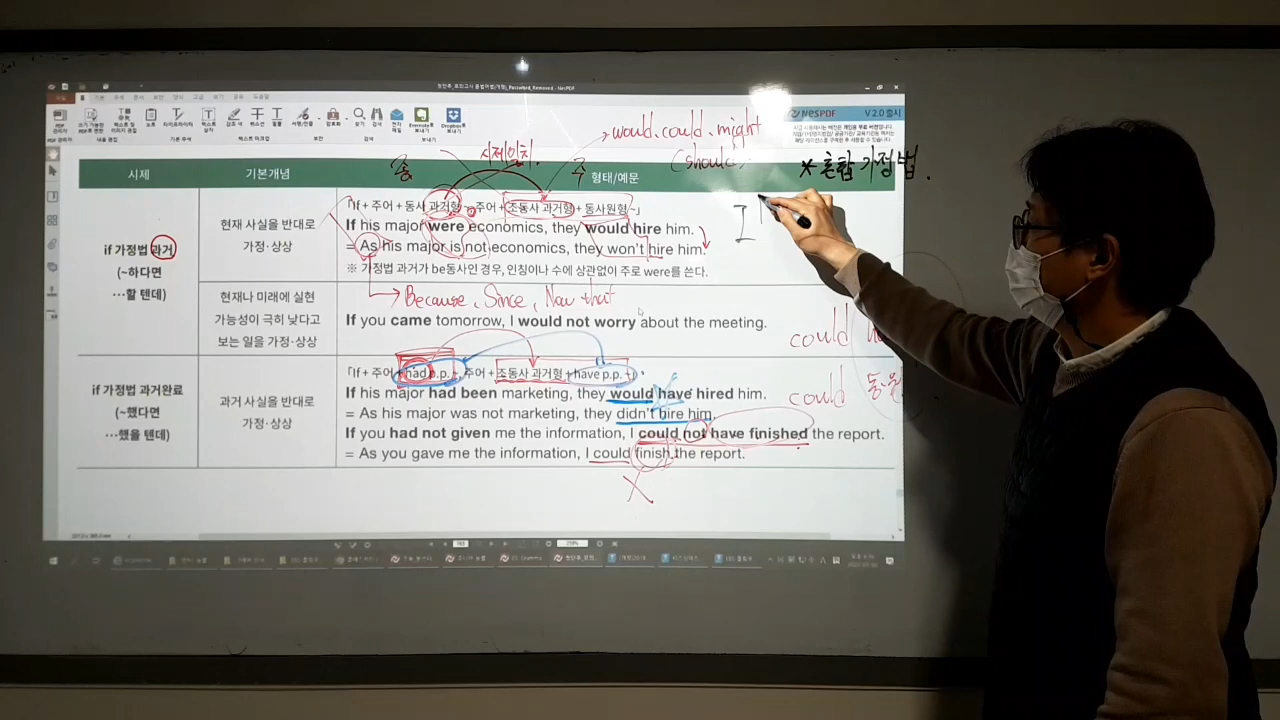 NesPDF
V 2.0 출시
would. could. might
(should
시제일치.
종
주
* 혼합 가정법.
시제
기본개념
형태/예문
if 가정법 과거
(~하다면
…할 텐데)
현재 사실을 반대로
가정·상상
「If + 주어 + 동사 과거형 ~, 주어 + 조동사 과거형 + 동사원형 ~」
If his major were economics, they would hire him.
= As his major is not economics, they won't hire him.
※ 가정법 과거가 be동사인 경우, 인칭이나 수에 상관없이 주로 were를 쓴다.
Because, Since, Now that
현재나 미래에 실현
가능성이 극히 낮다고
보는 일을 가정·상상
If you came tomorrow, I would not worry about the meeting.
could
if 가정법 과거완료
(~했다면
…했을 텐데)
과거 사실을 반대로
가정·상상
「If + 주어 + had p.p. ~, 주어 + 조동사 과거형 + have p.p. ~」
If his major had been marketing, they would have hired him.
= As his major was not marketing, they didn't hire him.
If you had not given me the information, I could not have finished the report.
= As you gave me the information, I could finish the report.
could 동·원
X